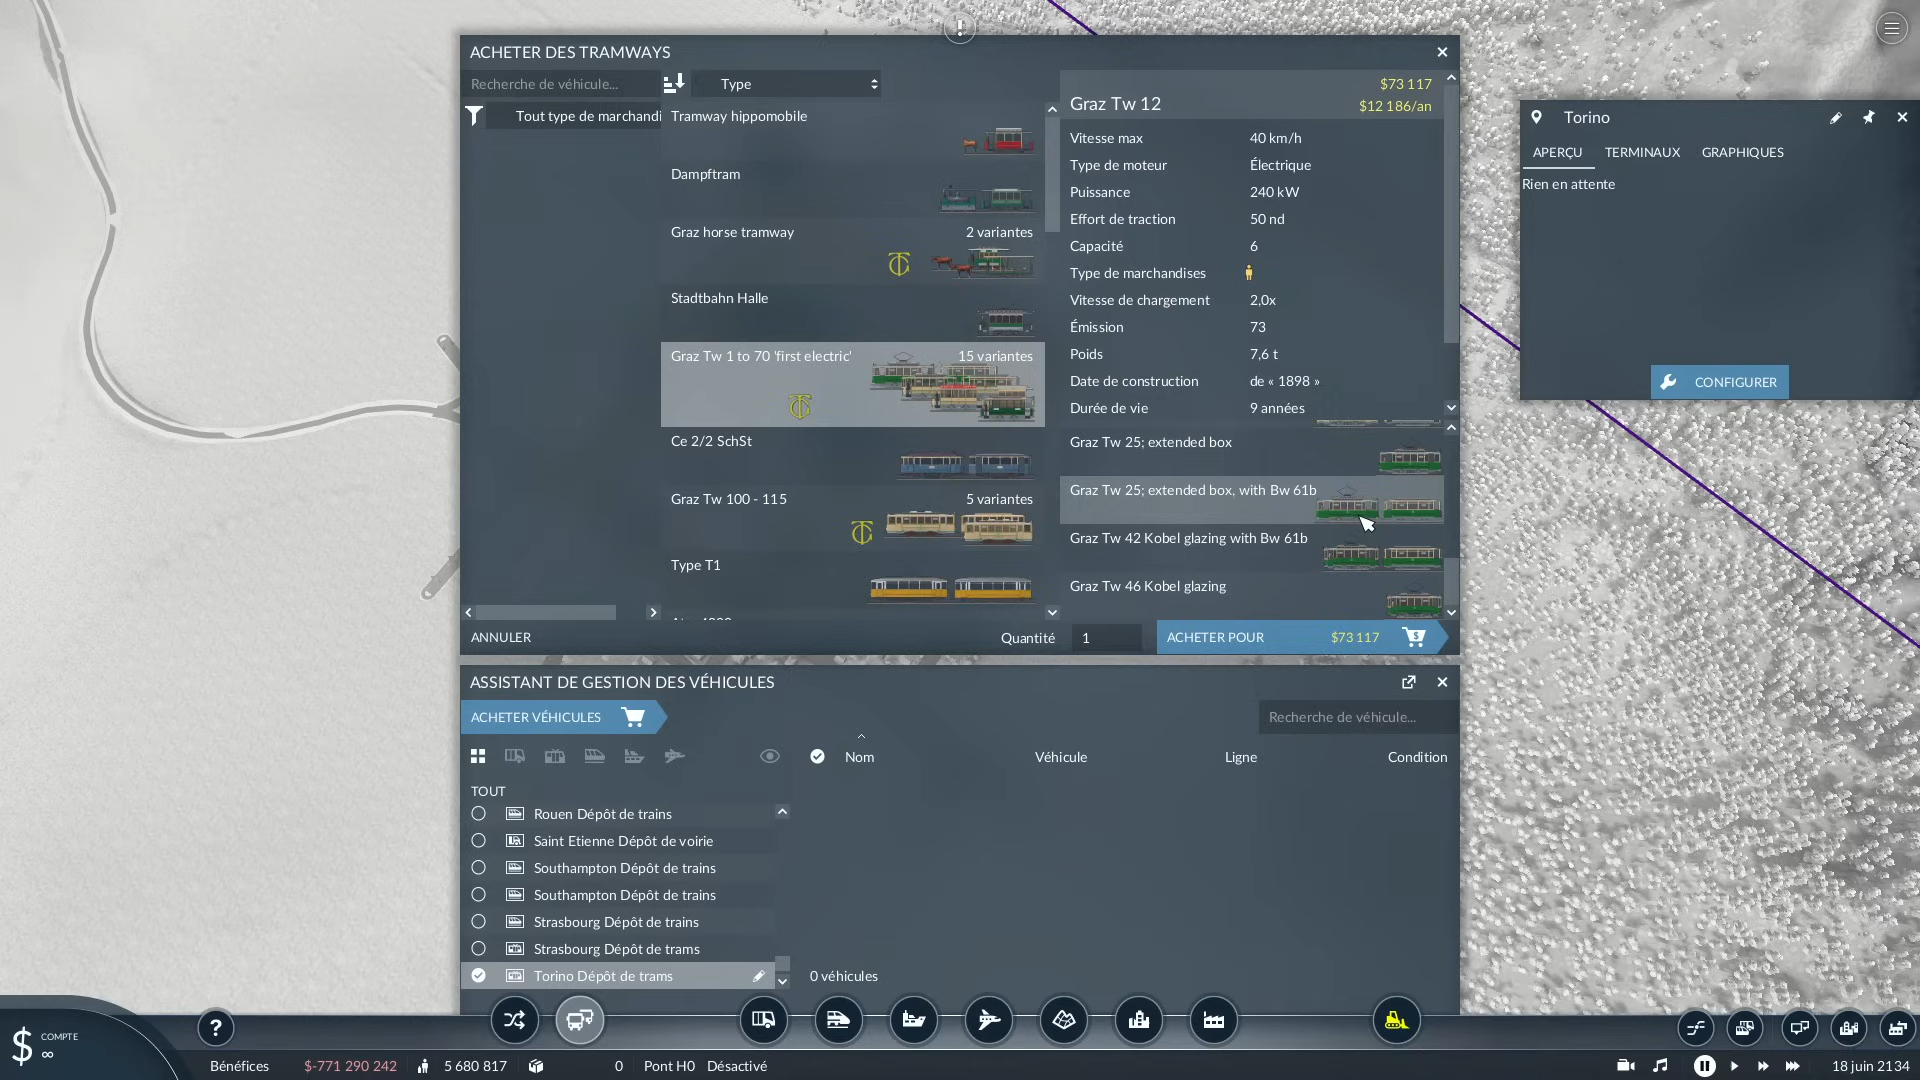 ACHETER DES TRAMWAYS
Recherche de véhicule...
Type
Tout type de marchandi
Tramway hippomobile
Dampftram
Graz horse tramway 2 variantes
Stadtbahn Halle
Graz Tw 1 to 70 'first electric' 15 variantes
Ce 2/2 SchSt
Graz Tw 100 - 115 5 variantes
Type T1
$73 117
Graz Tw 12
$12 186/an
Vitesse max 40 km/h
Type de moteur Électrique
Puissance 240 kW
Effort de traction 50 nd
Capacité 6
Type de marchandises
Vitesse de chargement 2,0x
Émission 73
Poids 7,6 t
Date de construction de « 1898 »
Durée de vie 9 années
Graz Tw 25; extended box
Graz Tw 25; extended box, with Bw 61b
Graz Tw 42 Kobel glazing with Bw 61b
Graz Tw 46 Kobel glazing
ANNULER
Quantité 1
ACHETER POUR $73 117
Torino
APERÇU TERMINAUX GRAPHIQUES
Rien en attente
CONFIGURER
ASSISTANT DE GESTION DES VÉHICULES
ACHETER VÉHICULES
Recherche de véhicule...
Nom Véhicule Ligne Condition
TOUT
Rouen Dépôt de trains
Saint Etienne Dépôt de voirie
Southampton Dépôt de trains
Southampton Dépôt de trains
Strasbourg Dépôt de trains
Strasbourg Dépôt de trams
Torino Dépôt de trams
0 véhicules
$ COMPTE
∞
?
Bénéfices $-771 290 242 5 680 817 0 Pont H0 Désactivé
18 juin 2134